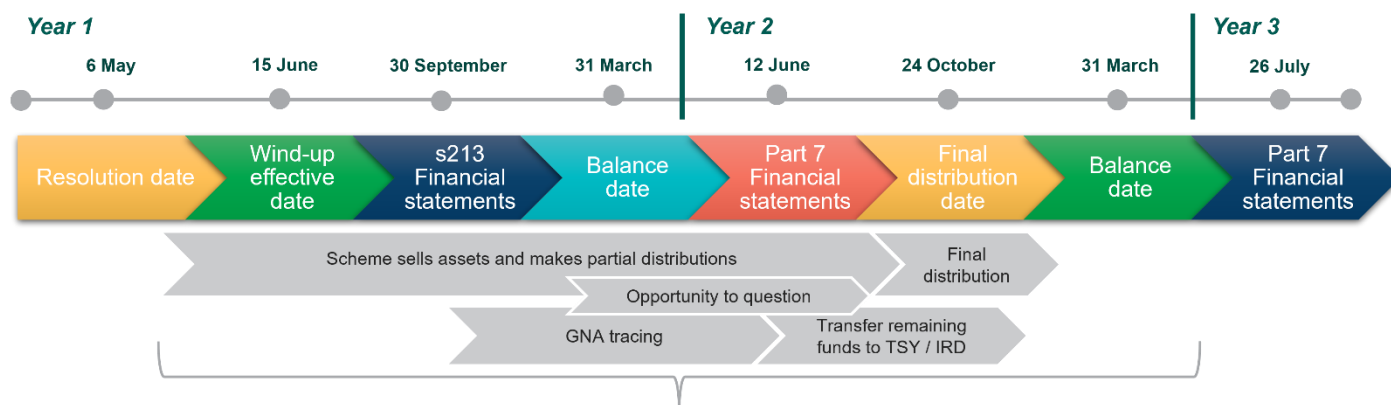 Year 1
Year 2
Year 3
6 May
15 June
30 September
31 March
12 June
24 October
31 March
26 July
Resolution date
Wind-up
effective
date
s213
Financial
statements
Balance
date
Part 7
Financial
statements
Final
distribution
date
Balance
date
Part 7
Financial
statements
Scheme sells assets and makes partial distributions
Final
distribution
Opportunity to question
GNA tracing
Transfer remaining
funds to TSY / IRD